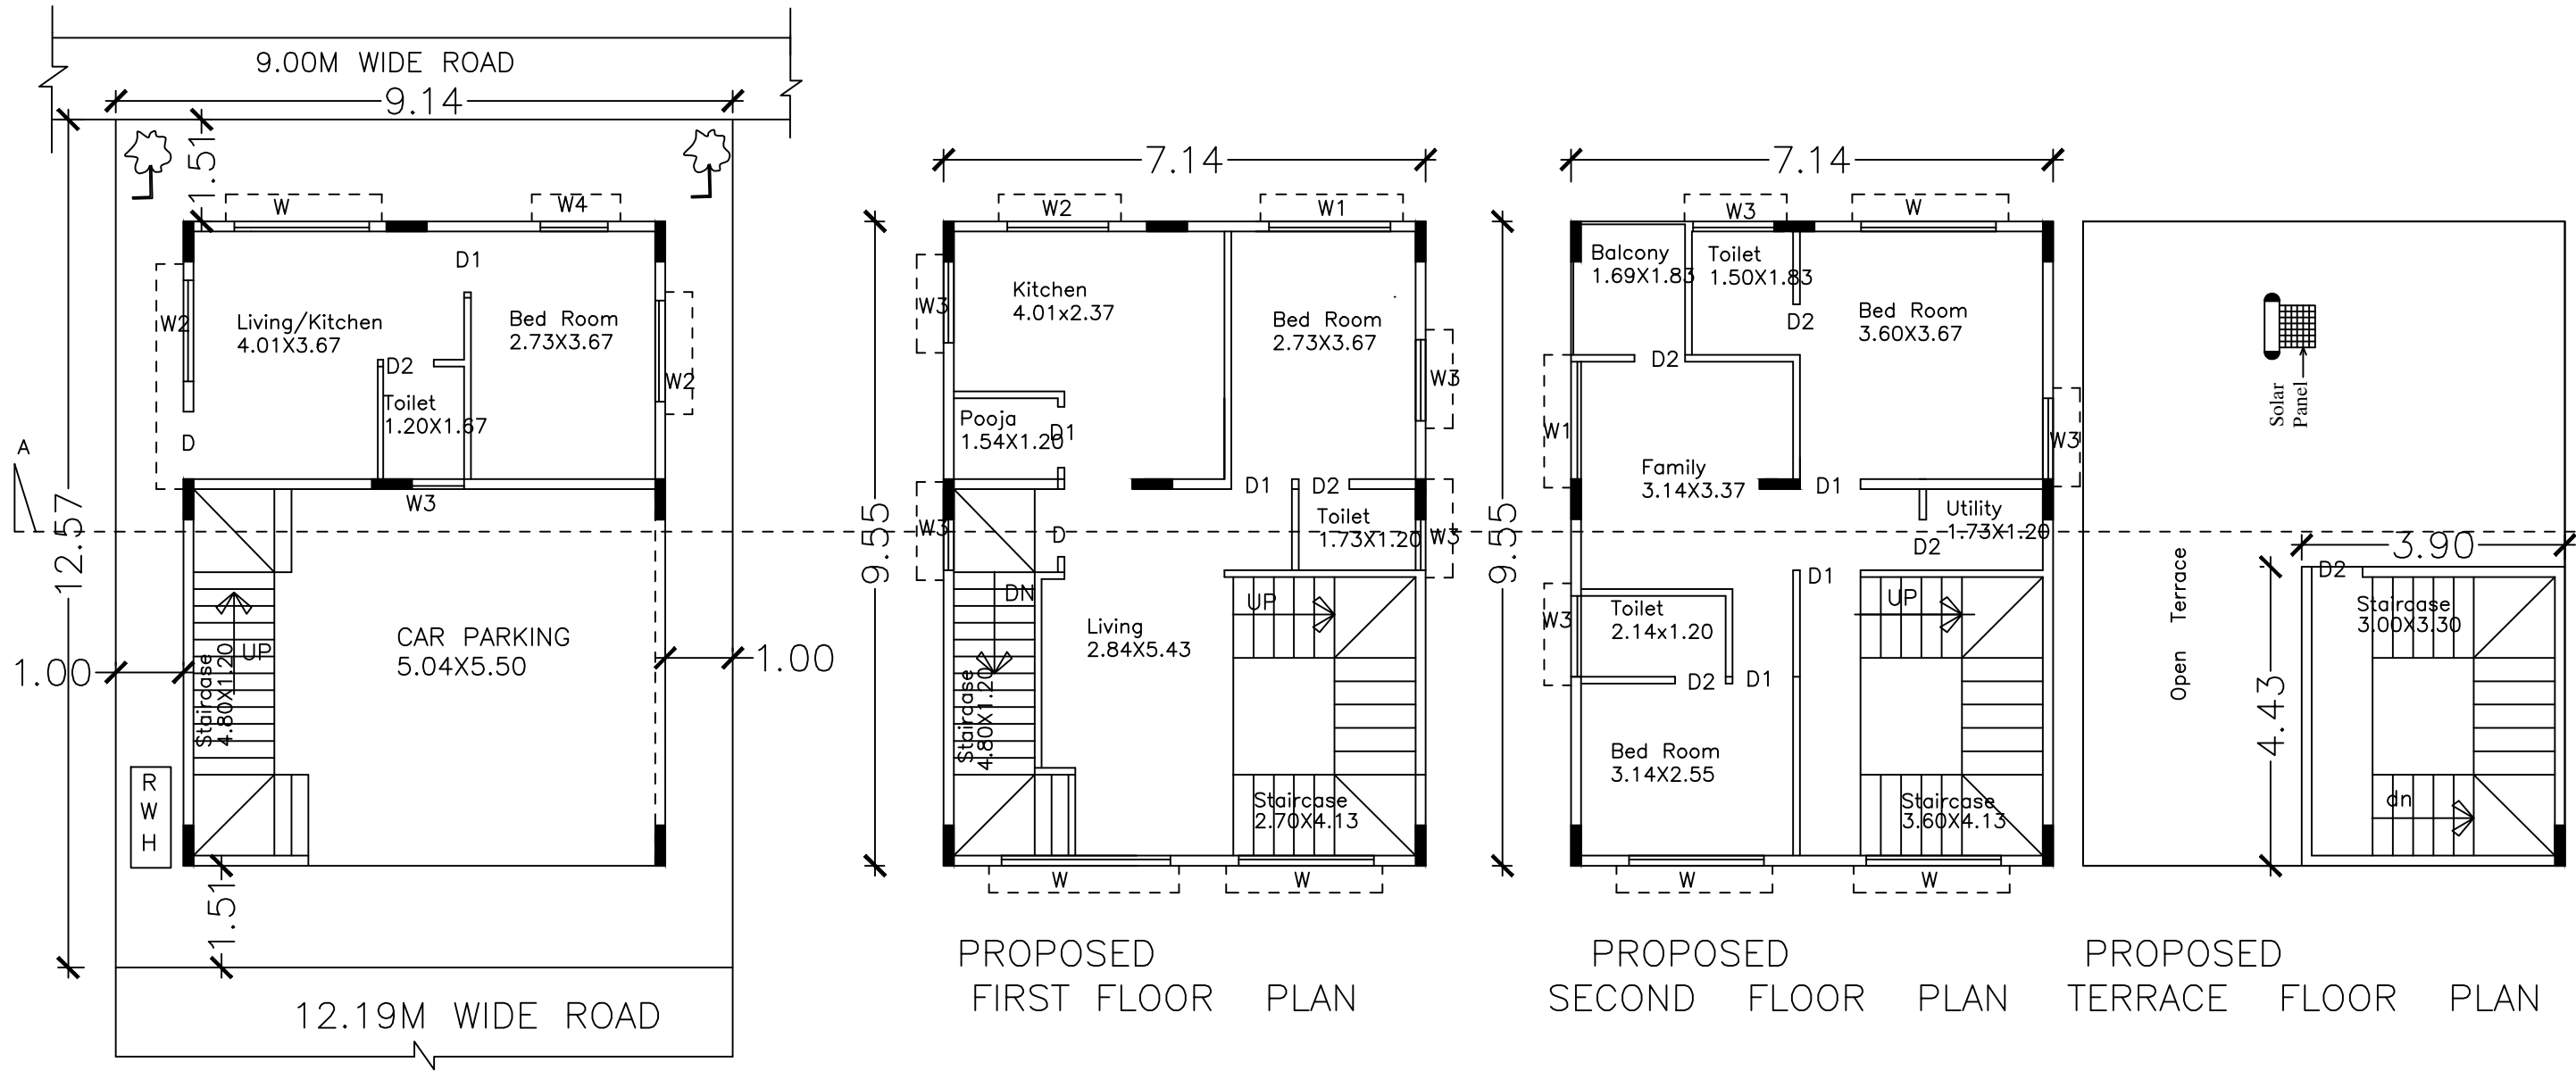 9.00M WIDE ROAD
9.14
1.51
W
W4
D1
W2
Living/Kitchen
4.01X3.67
Bed Room
2.73X3.67
D2
W2
Toilet
1.20X1.67
D
A
W3
12.57
CAR PARKING
5.04X5.50
UP
Staircase
4.80X1.20
1.00
1.00
R
W
H
1.51
12.19M WIDE ROAD
7.14
W2
W1
W3
Kitchen
4.01x2.37
Bed Room
2.73X3.67
W3
Pooja
1.54X1.20
D1
D1
D2
9.55
W3
D
Toilet
1.73X1.20
W3
DN
UP
Living
2.84X5.43
Staircase
4.80X1.20
Staircase
2.70X4.13
W
W
PROPOSED
FIRST FLOOR PLAN
7.14
W3
W
Balcony
1.69X1.83
Toilet
1.50X1.83
D2
Bed Room
3.60X3.67
D2
W1
W3
Family
3.14X3.37
D1
Utility
1.73X1.20
9.55
D2
D1
W3
Toilet
2.14x1.20
UP
D2
D1
Bed Room
3.14X2.55
Staircase
3.60X4.13
W
W
PROPOSED
SECOND FLOOR PLAN
Solar
Panel
3.90
D2
Open Terrace
Staircase
3.00X3.30
4.43
dn
PROPOSED
TERRACE FLOOR PLAN